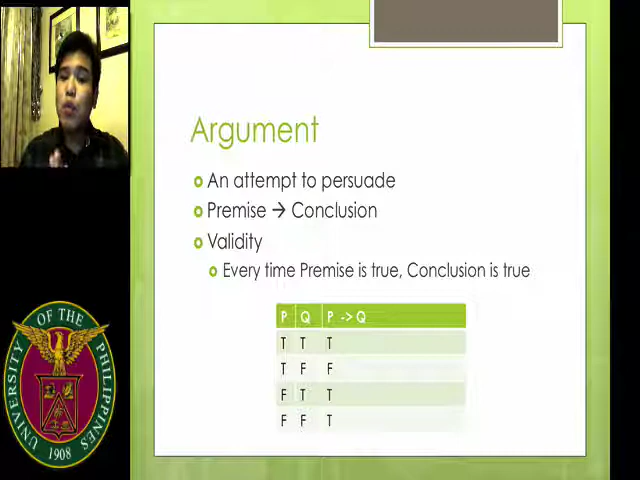 Argument
An attempt to persuade
Premise → Conclusion
Validity
Every time Premise is true, Conclusion is true
P Q P -> Q
T T T
T F F
F T T
F F T
UNIVERSITY OF THE PHILIPPINES
1908